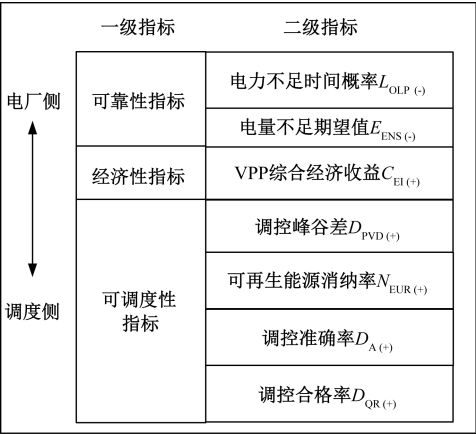 一级指标 二级指标
电力不足时间概率L_OLP (-)
电厂侧 可靠性指标
电量不足期望值E_ENS (-)
经济性指标 VPP综合经济收益C_EI (+)
调控峰谷差D_PVD (+)
可再生能源消纳率N_EUR (+)
调度侧 可调度性
指标
调控准确率D_A (+)
调控合格率D_QR (+)